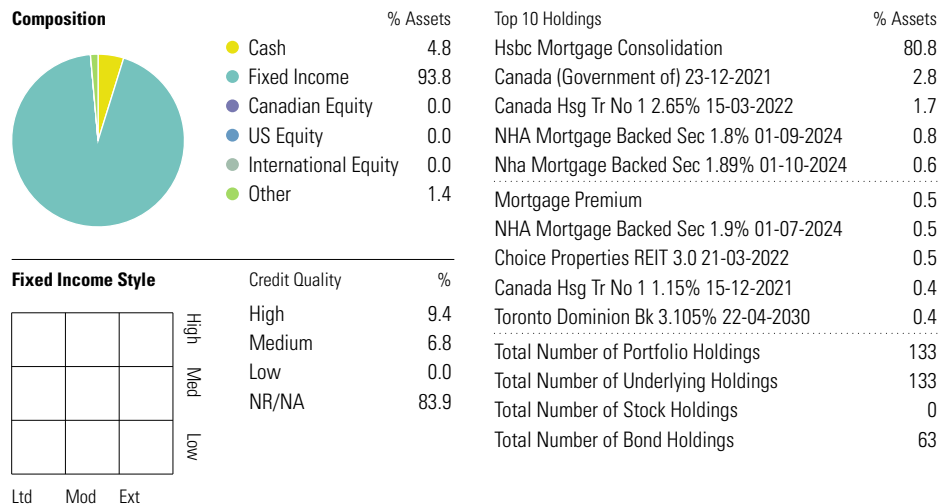 Composition % Assets
Cash 4.8
Fixed Income 93.8
Canadian Equity 0.0
US Equity 0.0
International Equity 0.0
Other 1.4
Fixed Income Style
High
Med
Low
Ltd Mod Ext
Credit Quality %
High 9.4
Medium 6.8
Low 0.0
NR/NA 83.9
Top 10 Holdings % Assets
Hsbc Mortgage Consolidation 80.8
Canada (Government of) 23-12-2021 2.8
Canada Hsg Tr No 1 2.65% 15-03-2022 1.7
NHA Mortgage Backed Sec 1.8% 01-09-2024 0.8
Nha Mortgage Backed Sec 1.89% 01-10-2024 0.6
Mortgage Premium 0.5
NHA Mortgage Backed Sec 1.9% 01-07-2024 0.5
Choice Properties REIT 3.0 21-03-2022 0.5
Canada Hsg Tr No 1 1.15% 15-12-2021 0.4
Toronto Dominion Bk 3.105% 22-04-2030 0.4
Total Number of Portfolio Holdings 133
Total Number of Underlying Holdings 133
Total Number of Stock Holdings 0
Total Number of Bond Holdings 63